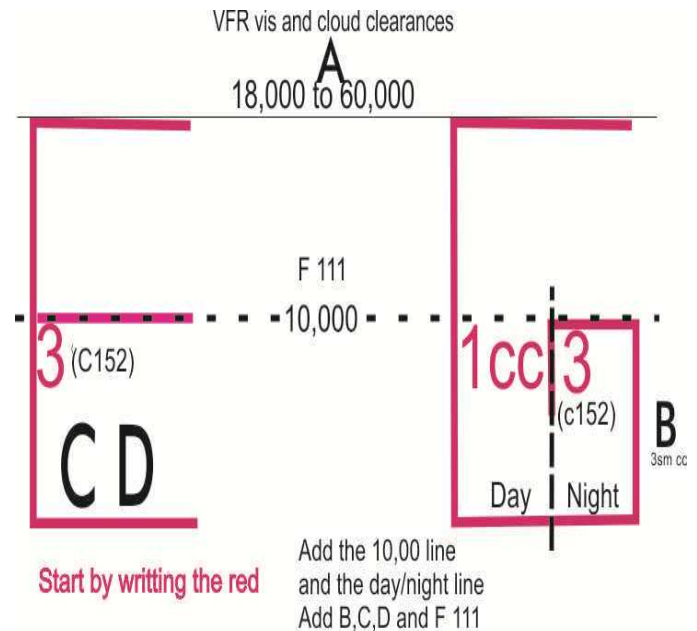 VFR vis and cloud clearances
A
18,000 to 60,000
F 111
10,000
3 (C152)
1cc 3
(c152)
C D
B
3sm cc
Day Night
Start by writting the red
Add the 10,00 line
and the day/night line
Add B,C,D and F 111